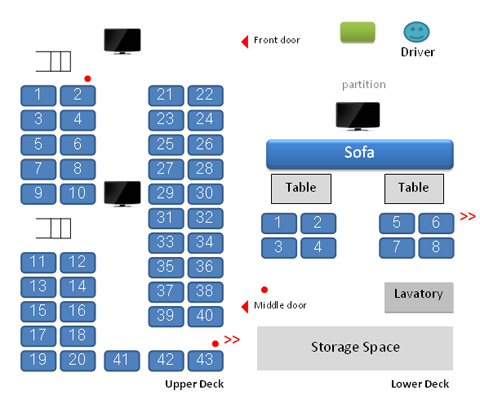 Front door
Driver
partition
1 2
3 4
5 6
7 8
9 10
21 22
23 24
25 26
27 28
29 30
31 32
33 34
35 36
37 38
39 40
11 12
13 14
15 16
17 18
19 20 41 42 43
>>
Upper Deck
Sofa
Table Table
1 2 5 6 >>
3 4 7 8
Lavatory
Middle door
Storage Space
Lower Deck